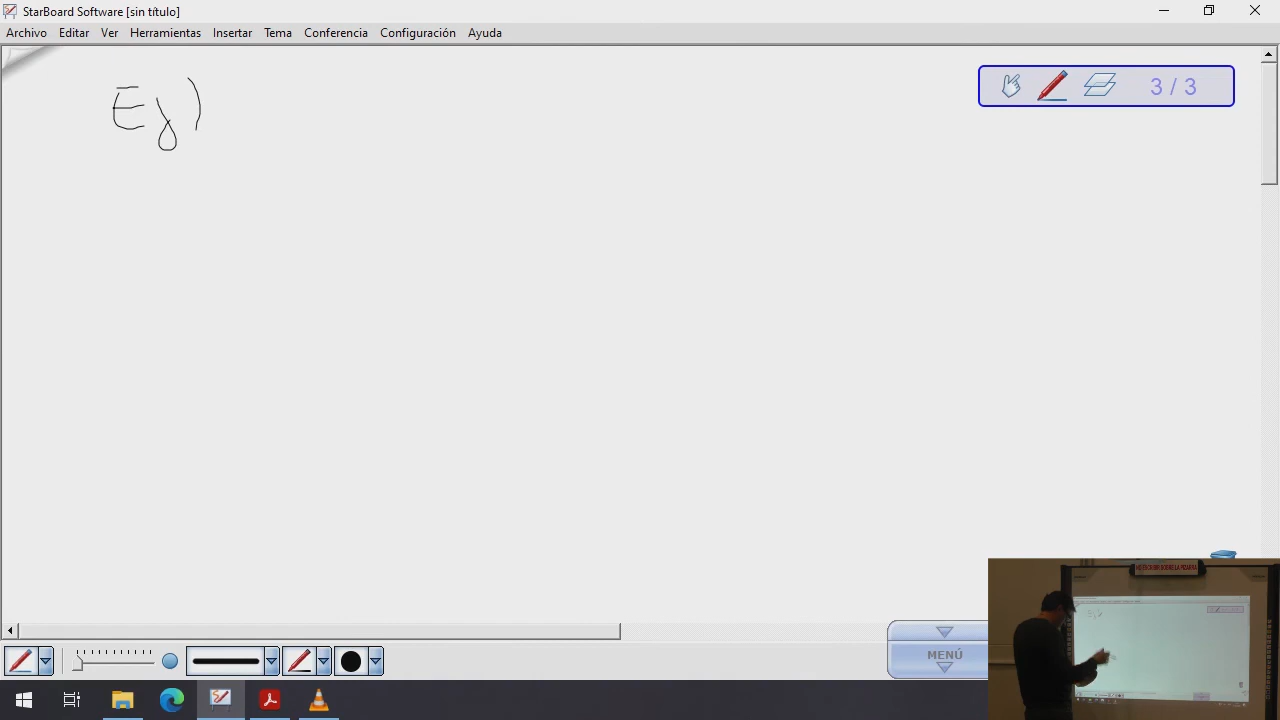 StarBoard Software [sin título]
Archivo Editar Ver Herramientas Insertar Tema Conferencia Configuración Ayuda
Ej)
3 / 3
MENÚ